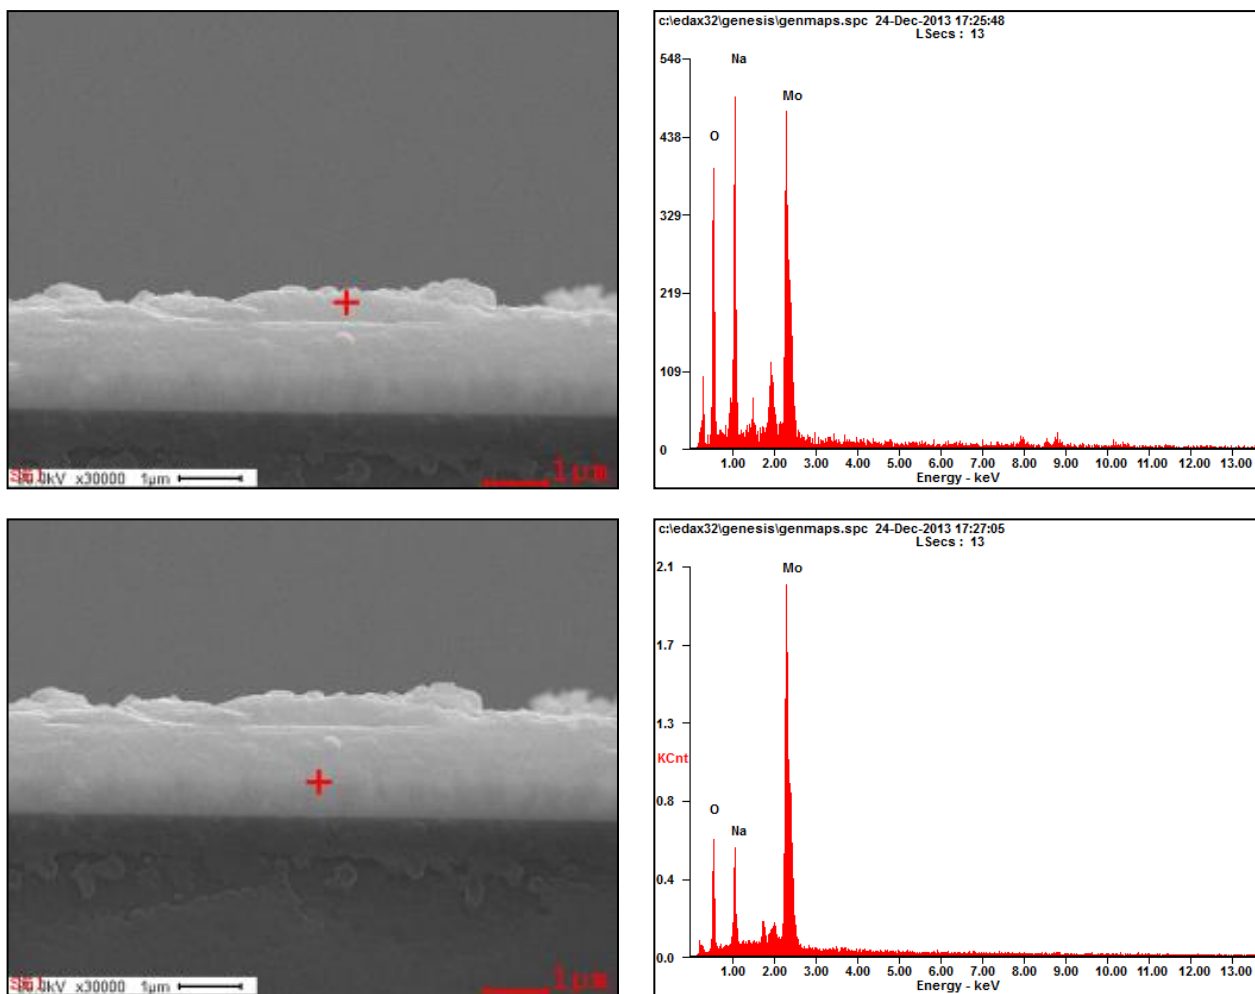 c:\edax32\genesis\genmaps.spc 24-Dec-2013 17:25:48
LSecs : 13
548
438
329
219
109
0
Na
Mo
O
1.00 2.00 3.00 4.00 5.00 6.00 7.00 8.00 9.00 10.00 11.00 12.00 13.00
Energy - keV
x30000 1µm
1µm
c:\edax32\genesis\genmaps.spc 24-Dec-2013 17:27:05
LSecs : 13
2.1
1.7
1.3
KCnt
0.8
0.4
0.0
Mo
O
Na
1.00 2.00 3.00 4.00 5.00 6.00 7.00 8.00 9.00 10.00 11.00 12.00 13.00
Energy - keV
x30000 1µm
1µm